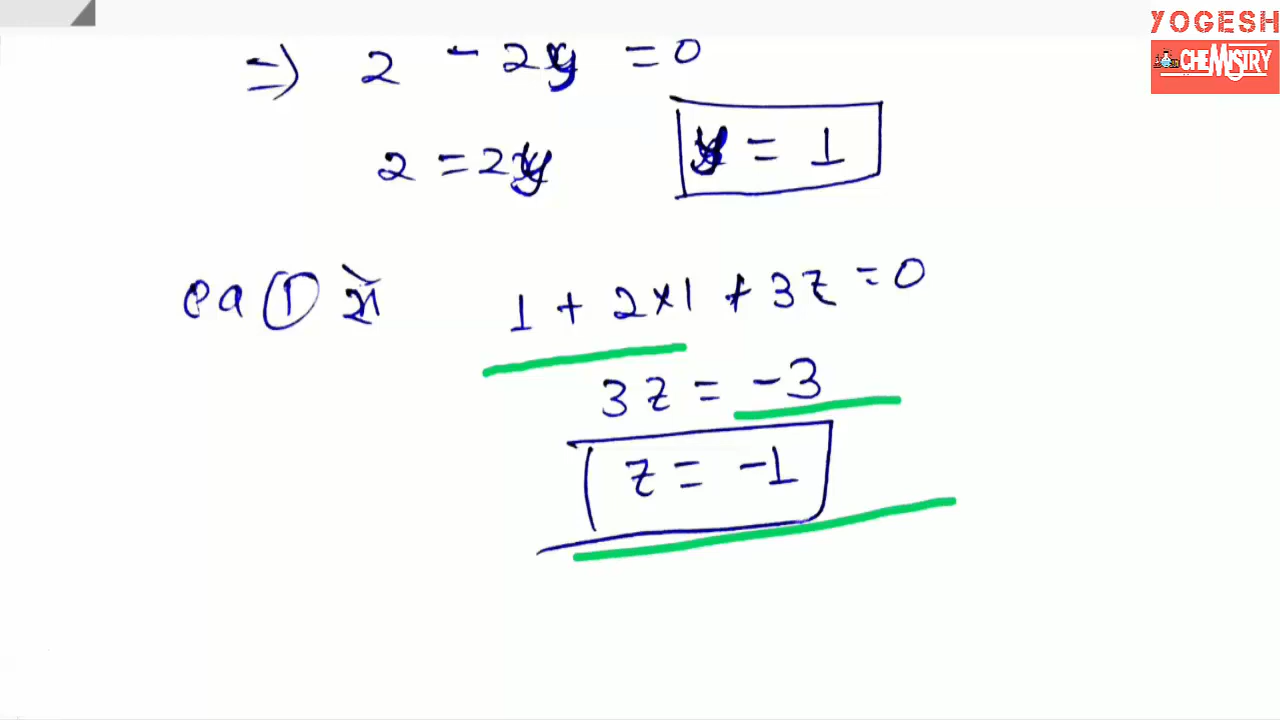 YOGESH
CHEMISTRY
⇒ 2 - 2y = 0
2 = 2y y = 1
eq ① में 1 + 2×1 + 3z = 0
3z = -3
z = -1